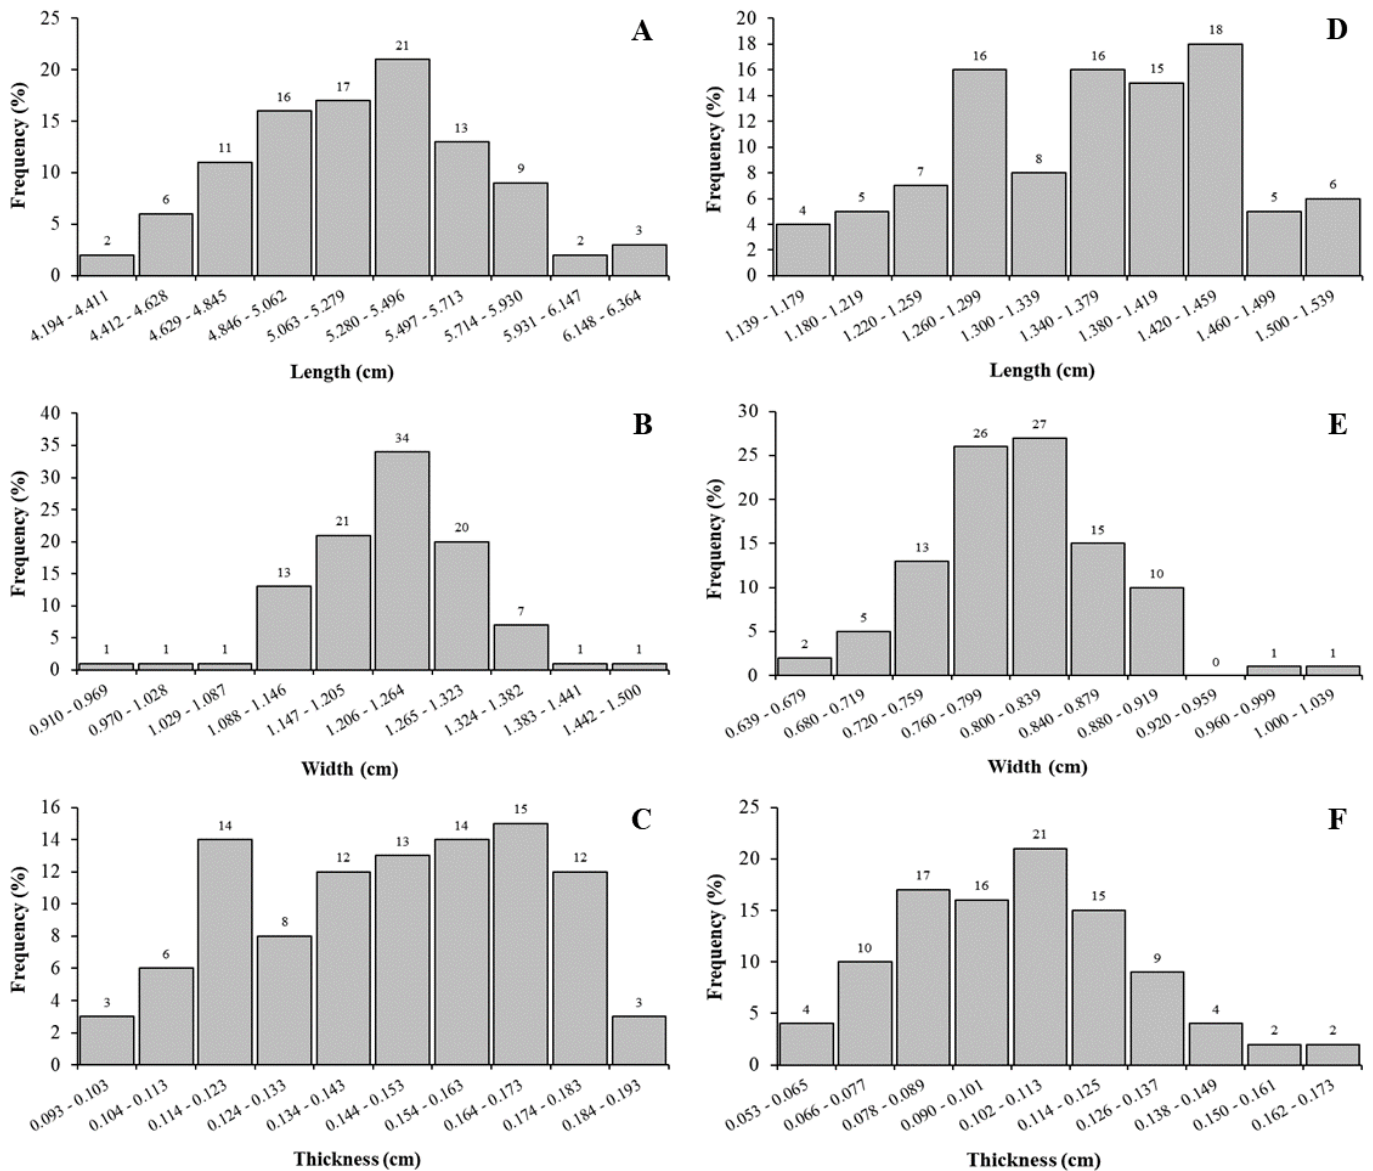 A
Frequency (%)
25
20
15
10
5
0
2
6
11
16
17
21
13
9
2
3
4.194 - 4.411
4.412 - 4.628
4.629 - 4.845
4.846 - 5.062
5.063 - 5.279
5.280 - 5.496
5.497 - 5.713
5.714 - 5.930
5.931 - 6.147
6.148 - 6.364
Length (cm)
D
Frequency (%)
20
18
16
14
12
10
8
6
4
2
0
4
5
7
16
8
16
15
18
5
6
1.139 - 1.179
1.180 - 1.219
1.220 - 1.259
1.260 - 1.299
1.300 - 1.339
1.340 - 1.379
1.380 - 1.419
1.420 - 1.459
1.460 - 1.499
1.500 - 1.539
Length (cm)
B
Frequency (%)
40
35
30
25
20
15
10
5
0
1
1
1
13
21
34
20
7
1
1
0.910 - 0.969
0.970 - 1.028
1.029 - 1.087
1.088 - 1.146
1.147 - 1.205
1.206 - 1.264
1.265 - 1.323
1.324 - 1.382
1.383 - 1.441
1.442 - 1.500
Width (cm)
E
Frequency (%)
30
25
20
15
10
5
0
2
5
13
26
27
15
10
0
1
1
0.639 - 0.679
0.680 - 0.719
0.720 - 0.759
0.760 - 0.799
0.800 - 0.839
0.840 - 0.879
0.880 - 0.919
0.920 - 0.959
0.960 - 0.999
1.000 - 1.039
Width (cm)
C
Frequency (%)
16
14
12
10
8
6
4
2
0
3
6
14
8
12
13
14
15
12
3
0.093 - 0.103
0.104 - 0.113
0.114 - 0.123
0.124 - 0.133
0.134 - 0.143
0.144 - 0.153
0.154 - 0.163
0.164 - 0.173
0.174 - 0.183
0.184 - 0.193
Thickness (cm)
F
Frequency (%)
25
20
15
10
5
0
4
10
17
16
21
15
9
4
2
2
0.053 - 0.065
0.066 - 0.077
0.078 - 0.089
0.090 - 0.101
0.102 - 0.113
0.114 - 0.125
0.126 - 0.137
0.138 - 0.149
0.150 - 0.161
0.162 - 0.173
Thickness (cm)